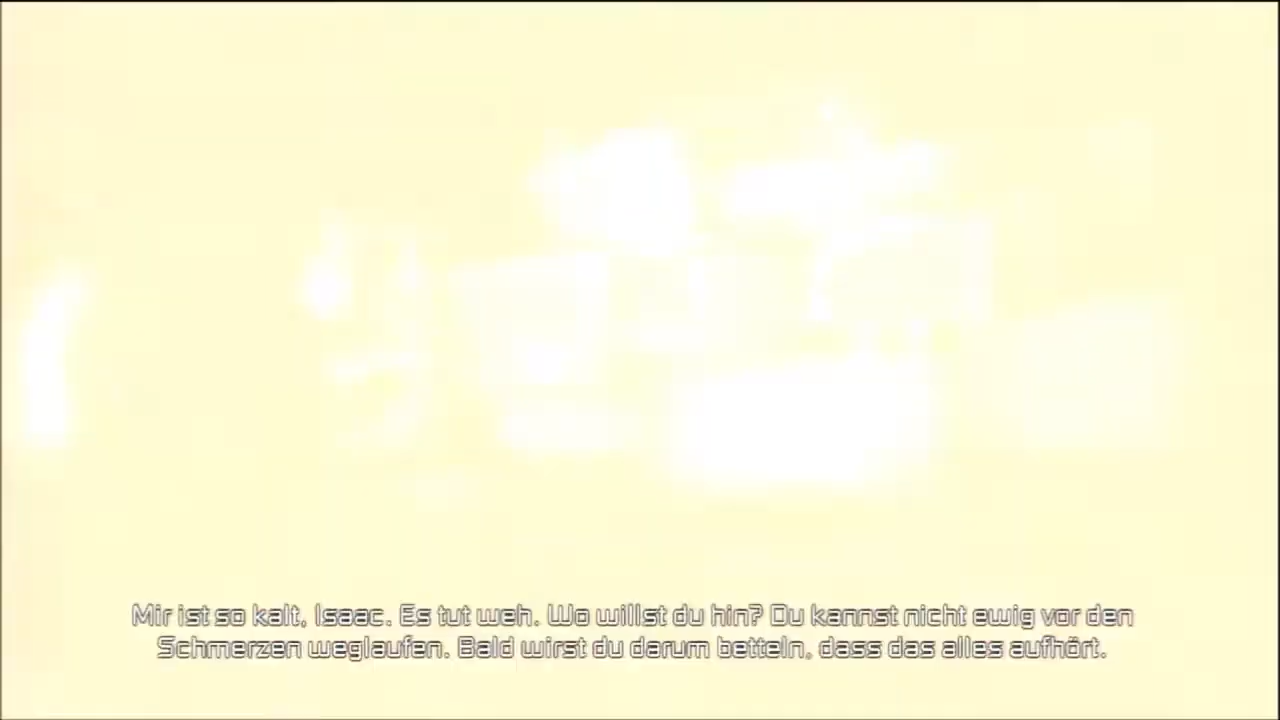 Mir ist so kalt, Isaac. Es tut weh. Wo willst du hin? Du kannst nicht ewig vor den
Schmerzen weglaufen. Bald wirst du darum betteln, dass das alles aufhört.